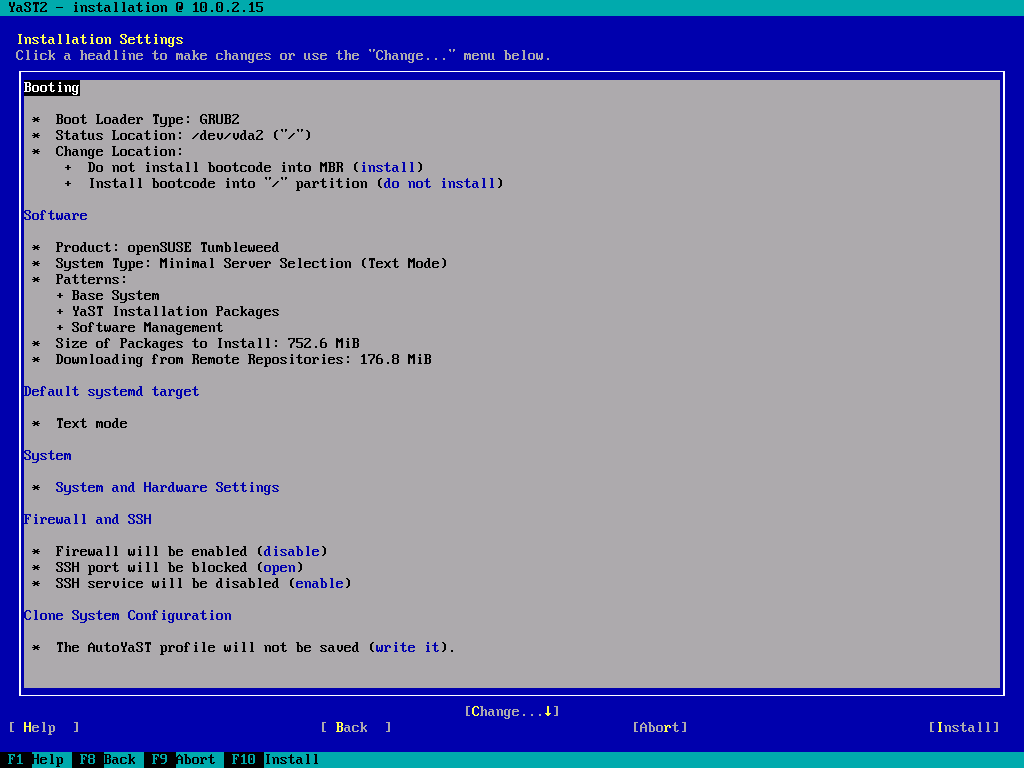 YaST2 - installation @ 10.0.2.15
Installation Settings
Click a headline to make changes or use the "Change..." menu below.
Booting
* Boot Loader Type: GRUB2
* Status Location: /dev/vda2 ("/")
* Change Location:
+ Do not install bootcode into MBR (install)
+ Install bootcode into "/" partition (do not install)
Software
* Product: openSUSE Tumbleweed
* System Type: Minimal Server Selection (Text Mode)
* Patterns:
+ Base System
+ YaST Installation Packages
+ Software Management
* Size of Packages to Install: 752.6 MiB
* Downloading from Remote Repositories: 176.8 MiB
Default systemd target
* Text mode
System
* System and Hardware Settings
Firewall and SSH
* Firewall will be enabled (disable)
* SSH port will be blocked (open)
* SSH service will be disabled (enable)
Clone System Configuration
* The AutoYaST profile will not be saved (write it).
[Change...↓]
[ Help ] [ Back ] [Abort] [Install]
F1 Help F8 Back F9 Abort F10 Install